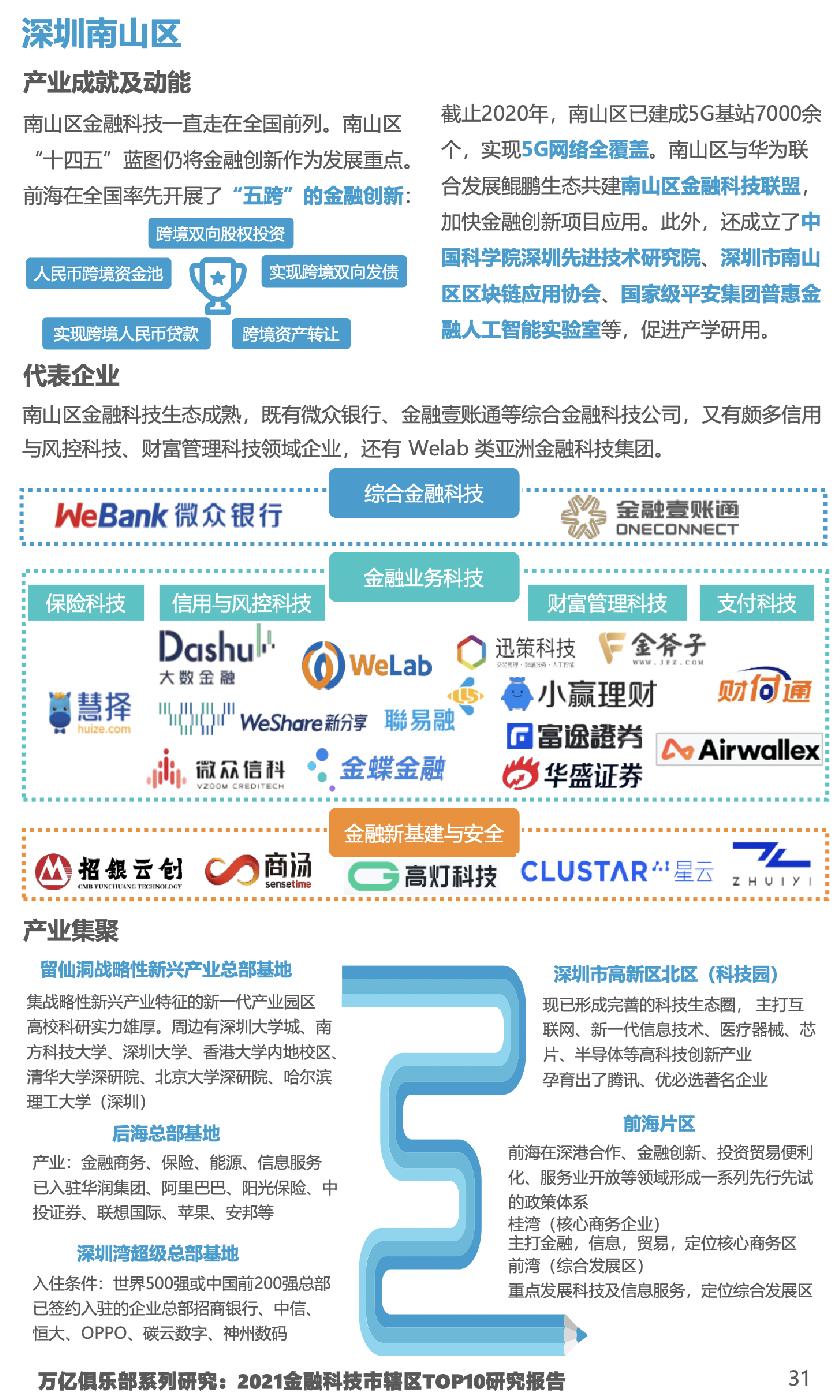 深圳南山区
产业成就及动能
南山区金融科技一直走在全国前列。南山区
“十四五”蓝图仍将金融创新作为发展重点。
前海在全国率先开展了“五跨”的金融创新：
跨境双向股权投资
人民币跨境资金池
实现跨境双向发债
实现跨境人民币贷款
跨境资产转让
截止2020年，南山区已建成5G基站7000余
个，实现5G网络全覆盖。南山区与华为联
合发展鲲鹏生态共建南山区金融科技联盟，
加快金融创新项目应用。此外，还成立了中
国科学院深圳先进技术研究院、深圳市南山
区区块链应用协会、国家级平安集团普惠金
融人工智能实验室等，促进产学研用。
代表企业
南山区金融科技生态成熟，既有微众银行、金融壹账通等综合金融科技公司，又有颇多信用
与风控科技、财富管理科技领域企业，还有 Welab 类亚洲金融科技集团。
综合金融科技
WeBank 微众银行
金融壹账通
ONECONNECT
金融业务科技
保险科技
信用与风控科技
财富管理科技
支付科技
慧择
huize.com
Dashu
大数金融
WeLab
WeShare新分享
聯易融
LLS
微众信科
VZOOM CREDITECH
金蝶金融
迅策科技
金斧子
WWW.JFZ.COM
小赢理财
富途證券
华盛证券
财付通
Airwallex
金融新基建与安全
招银云创
CMB YUNCHUANG TECHNOLOGY
商汤
sensetime
高灯科技
CLUSTAR 星云
ZHUIYI
产业集聚
留仙洞战略性新兴产业总部基地
集战略性新兴产业特征的新一代产业园区
高校科研实力雄厚。周边有深圳大学城、南
方科技大学、深圳大学、香港大学内地校区、
清华大学深研院、北京大学深研院、哈尔滨
理工大学（深圳）
后海总部基地
产业：金融商务、保险、能源、信息服务
已入驻华润集团、阿里巴巴、阳光保险、中
投证券、联想国际、苹果、安邦等
深圳湾超级总部基地
入住条件：世界500强或中国前200强总部
已签约入驻的企业总部招商银行、中信、
恒大、OPPO、碳云数字、神州数码
深圳市高新区北区（科技园）
现已形成完善的科技生态圈， 主打互
联网、新一代信息技术、医疗器械、芯
片、半导体等高科技创新产业
孕育出了腾讯、优必选著名企业
前海片区
前海在深港合作、金融创新、投资贸易便利
化、服务业开放等领域形成一系列先行先试
的政策体系
桂湾（核心商务企业）
主打金融，信息，贸易，定位核心商务区
前湾（综合发展区）
重点发展科技及信息服务，定位综合发展区
万亿俱乐部系列研究：2021金融科技市辖区TOP10研究报告
31